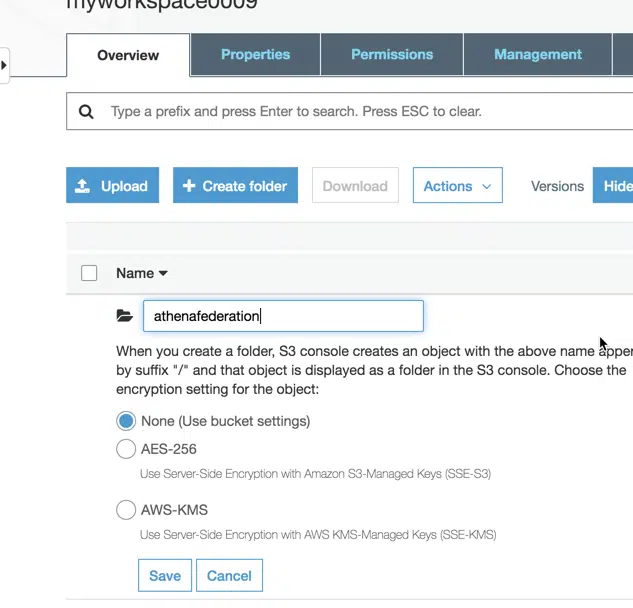 myworkspace0009
Overview Properties Permissions Management
Type a prefix and press Enter to search. Press ESC to clear.
Upload Create folder Download Actions Versions Hide
Name
athenafederation
When you create a folder, S3 console creates an object with the above name appen
by suffix "/" and that object is displayed as a folder in the S3 console. Choose the
encryption setting for the object:
None (Use bucket settings)
AES-256
Use Server-Side Encryption with Amazon S3-Managed Keys (SSE-S3)
AWS-KMS
Use Server-Side Encryption with AWS KMS-Managed Keys (SSE-KMS)
Save Cancel